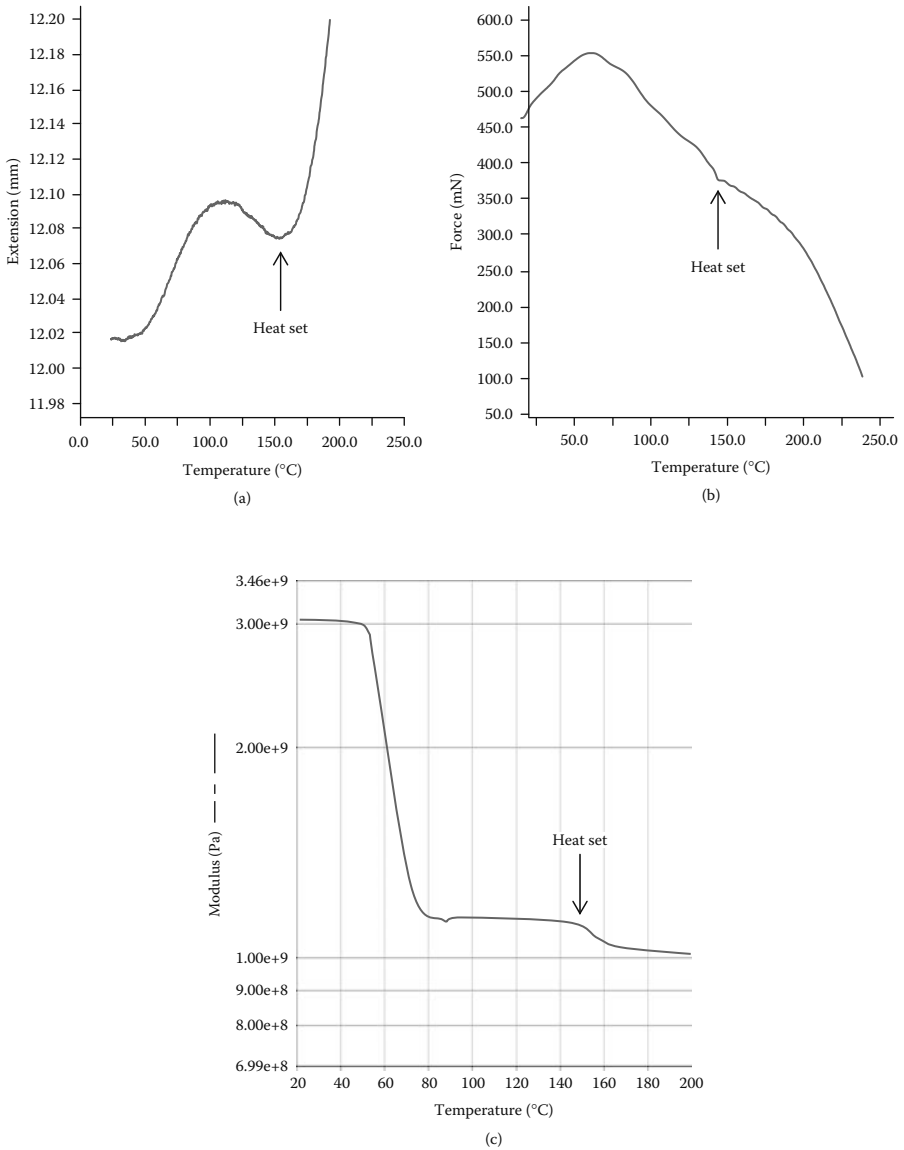 12.20
12.18
12.16
12.14
12.12
12.10
12.08
12.06
12.04
12.02
12.00
11.98
Extension (mm)
0.0 50.0 100.0 150.0 200.0 250.0
Temperature (°C)
Heat set
(a)
600.0
550.0
500.0
450.0
400.0
350.0
300.0
250.0
200.0
150.0
100.0
50.0
Force (mN)
50.0 100.0 150.0 200.0 250.0
Temperature (°C)
Heat set
(b)
3.46e+9
3.00e+9
2.00e+9
1.00e+9
9.00e+8
8.00e+8
6.99e+8
Modulus (Pa)
Heat set
20 40 60 80 100 120 140 160 180 200
Temperature (°C)
(c)